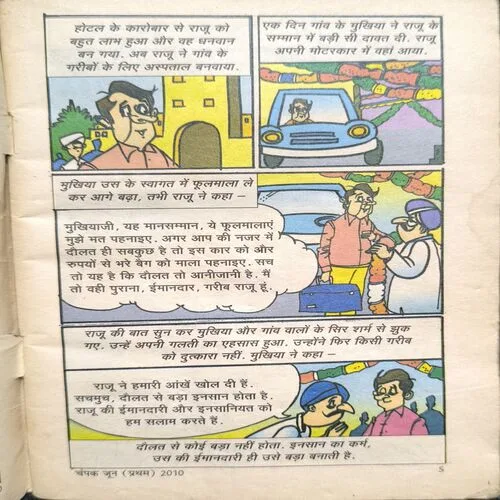 होटल के कारोबार से राजू को
बहुत लाभ हुआ और वह धनवान
बन गया. अब राजू ने गांव के
गरीबों के लिए अस्पताल बनवाया.
एक दिन गांव के मुखिया ने राजू के
सम्मान में बड़ी सी दावत दी. राजू
अपनी मोटरकार में वहां आया.
मुखिया उस के स्वागत में फूलमाला ले
कर आगे बढ़ा, तभी राजू ने कहा –
मुखियाजी, यह मानसम्मान, ये फूलमालाएं
मुझे मत पहनाइए. अगर आप की नजर में
दौलत ही सबकुछ है तो इस कार को और
रुपयों से भरे बैग को माला पहनाइए. सच
तो यह है कि दौलत तो आनीजानी है. मैं
तो वही पुराना, ईमानदार, गरीब राजू हूं.
राजू की बात सुन कर मुखिया और गांव वालों के सिर शर्म से झुक
गए. उन्हें अपनी गलती का एहसास हुआ. उन्होंने फिर किसी गरीब
को दुत्कारा नहीं. मुखिया ने कहा –
राजू ने हमारी आंखें खोल दी हैं.
सचमुच, दौलत से बड़ा इनसान होता है.
राजू की ईमानदारी और इनसानियत को
हम सलाम करते हैं.
दौलत से कोई बड़ा नहीं होता. इनसान का कर्म,
उस की ईमानदारी ही उसे बड़ा बनाती है.
चंपक जून (प्रथम) 2010
5